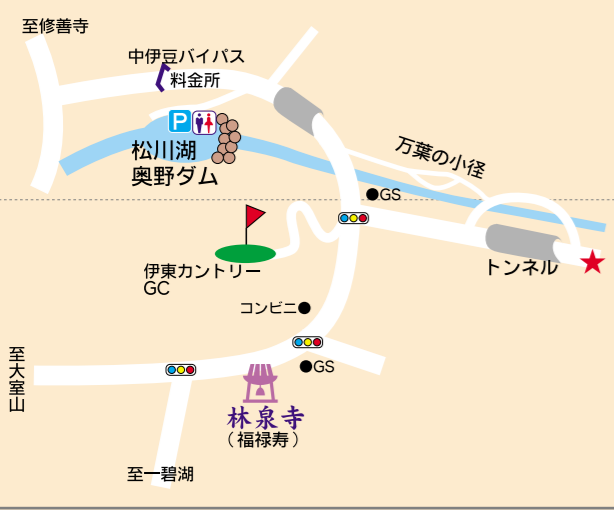 至修善寺
中伊豆バイパス
料金所
P
松川湖
奥野ダム
万葉の小径
GS
トンネル
伊東カントリー
GC
コンビニ
GS
至大室山
林泉寺
（福禄寿）
至一碧湖